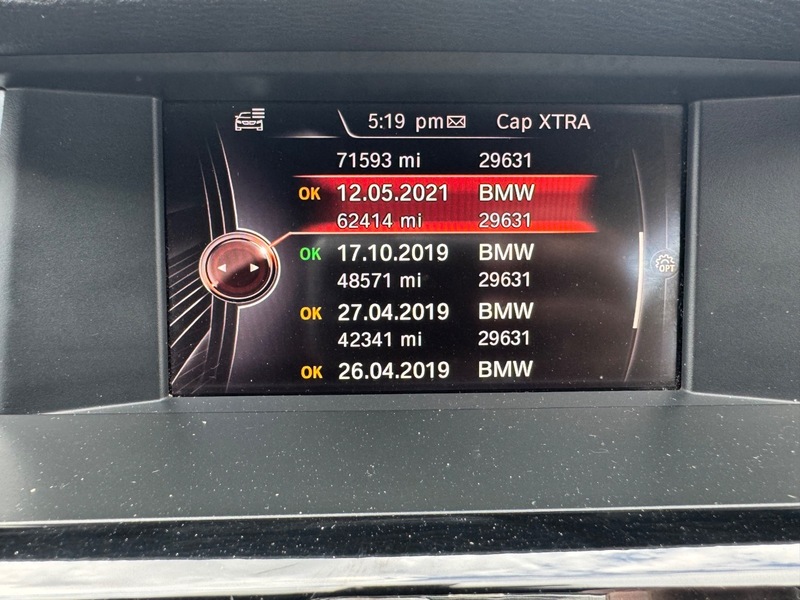 5:19 pm Cap XTRA
71593 mi 29631
OK 12.05.2021 BMW
62414 mi 29631
OK 17.10.2019 BMW
48571 mi 29631
OK 27.04.2019 BMW
42341 mi 29631
OK 26.04.2019 BMW
OPT